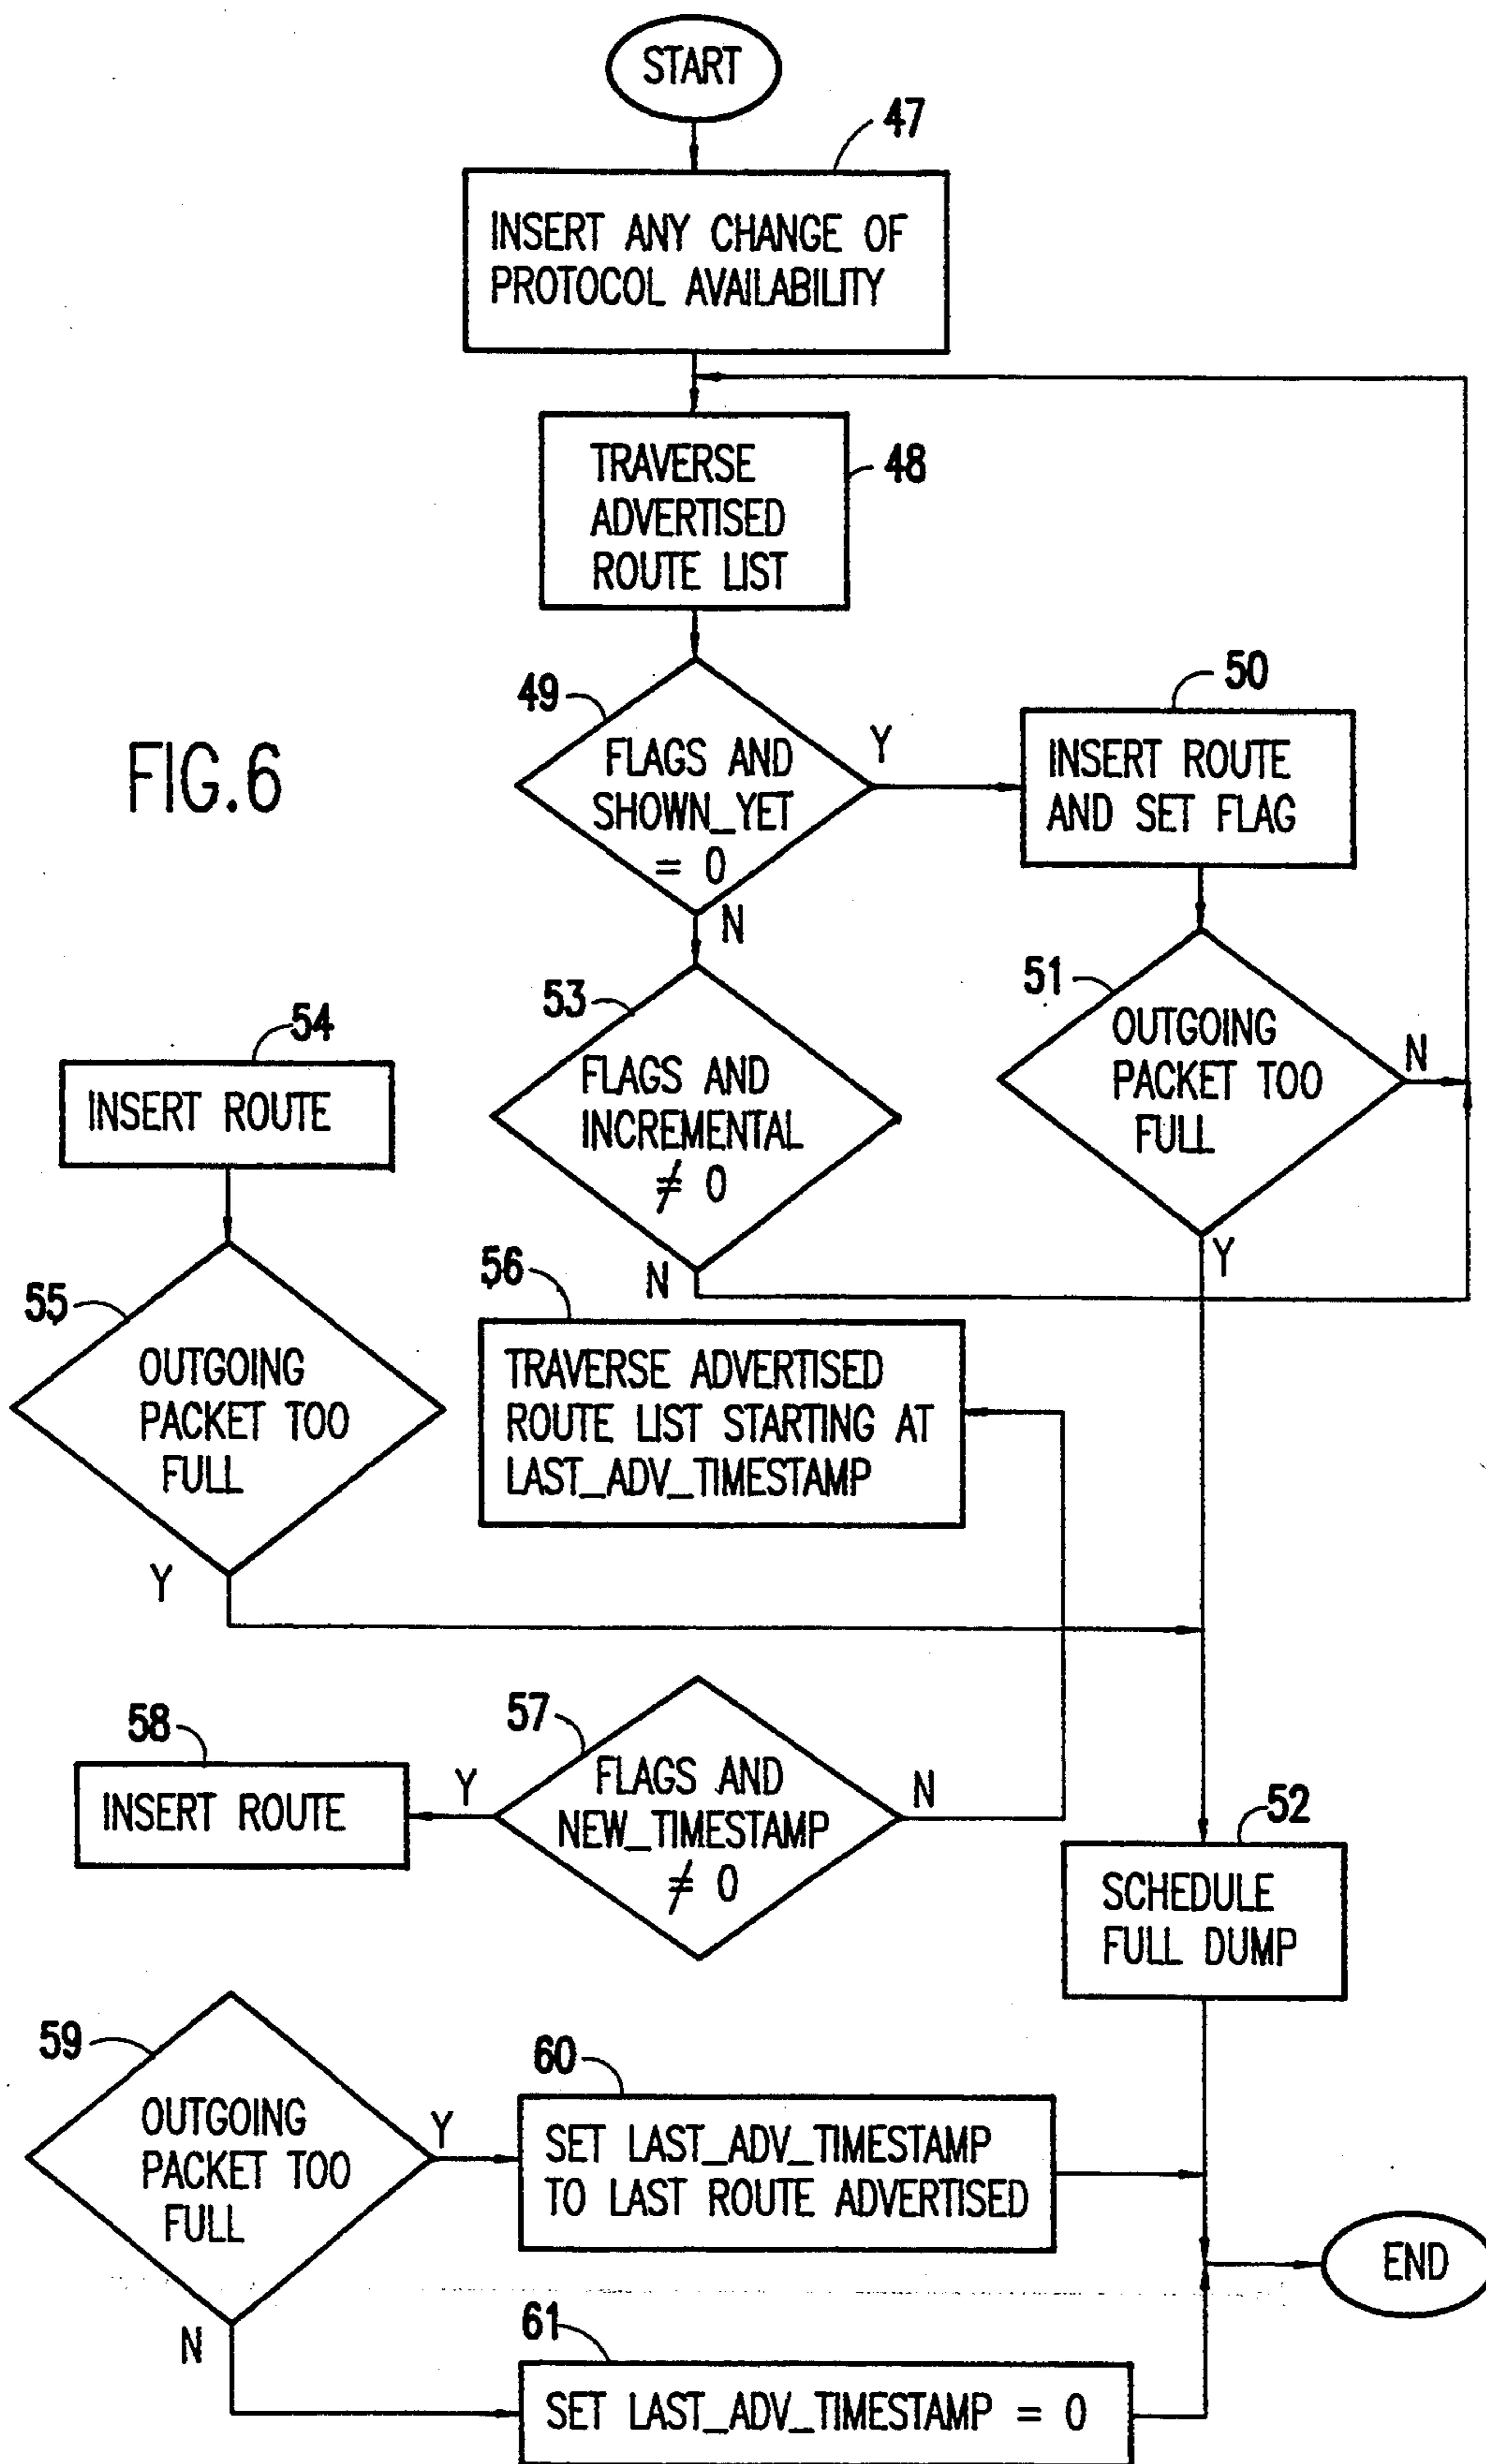 START
47
INSERT ANY CHANGE OF
PROTOCOL AVAILABILITY
TRAVERSE
ADVERTISED
ROUTE LIST
48
49
FLAGS AND
SHOWN_YET
= 0
Y
N
50
INSERT ROUTE
AND SET FLAG
FIG.6
51
OUTGOING
PACKET TOO
FULL
N
Y
53
FLAGS AND
INCREMENTAL
≠ 0
N
54
INSERT ROUTE
55
OUTGOING
PACKET TOO
FULL
Y
56
TRAVERSE ADVERTISED
ROUTE LIST STARTING AT
LAST_ADV_TIMESTAMP
57
FLAGS AND
NEW_TIMESTAMP
≠ 0
Y
N
58
INSERT ROUTE
52
SCHEDULE
FULL DUMP
59
OUTGOING
PACKET TOO
FULL
Y
N
60
SET LAST_ADV_TIMESTAMP
TO LAST ROUTE ADVERTISED
END
61
SET LAST_ADV_TIMESTAMP = 0